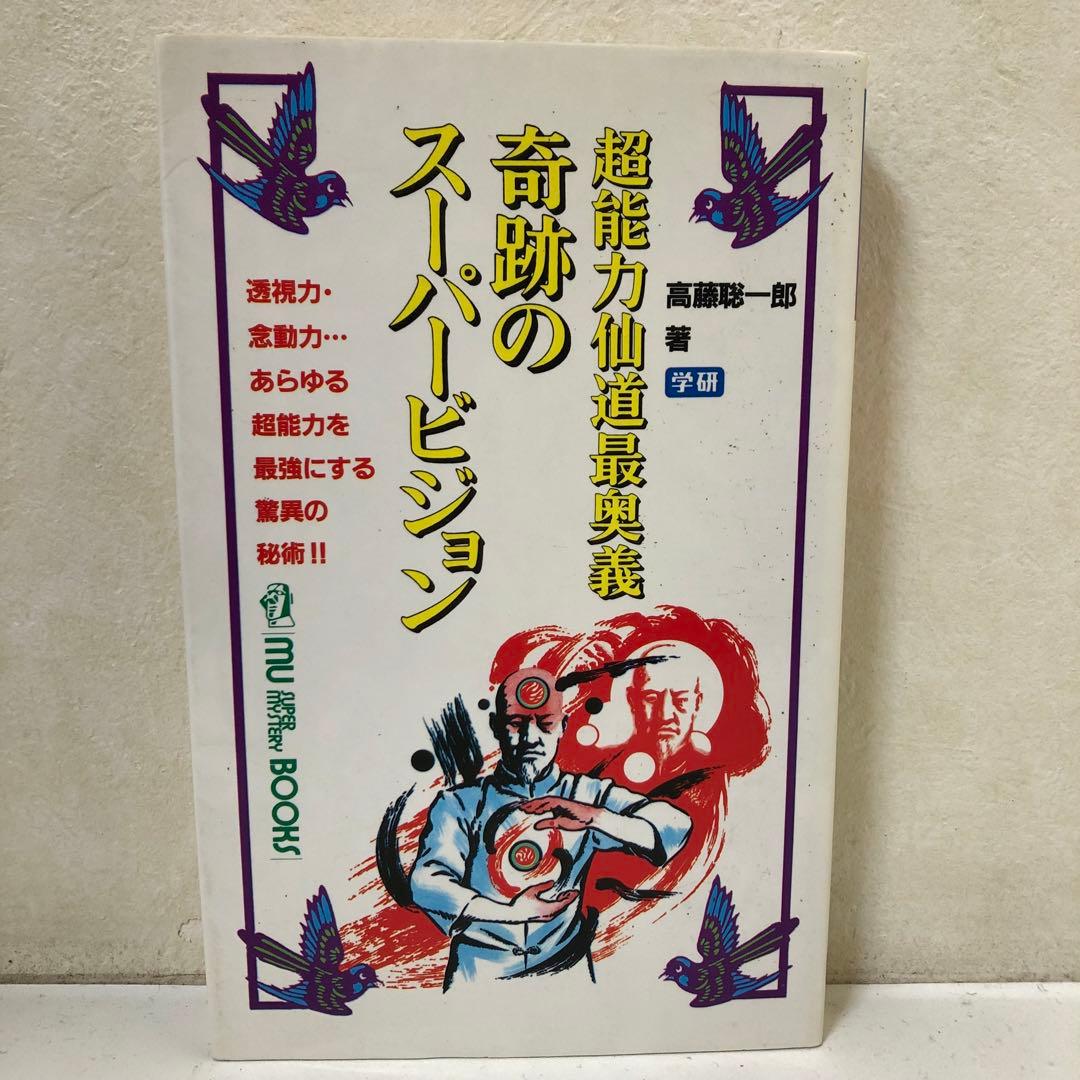 超能力仙道最奥義
奇跡の
スーパービジョン
高藤聡一郎
著
学研
透視力・
念動力…
あらゆる
超能力を
最強にする
驚異の
秘術!!
MU
SUPER
MYSTERY
BOOKS